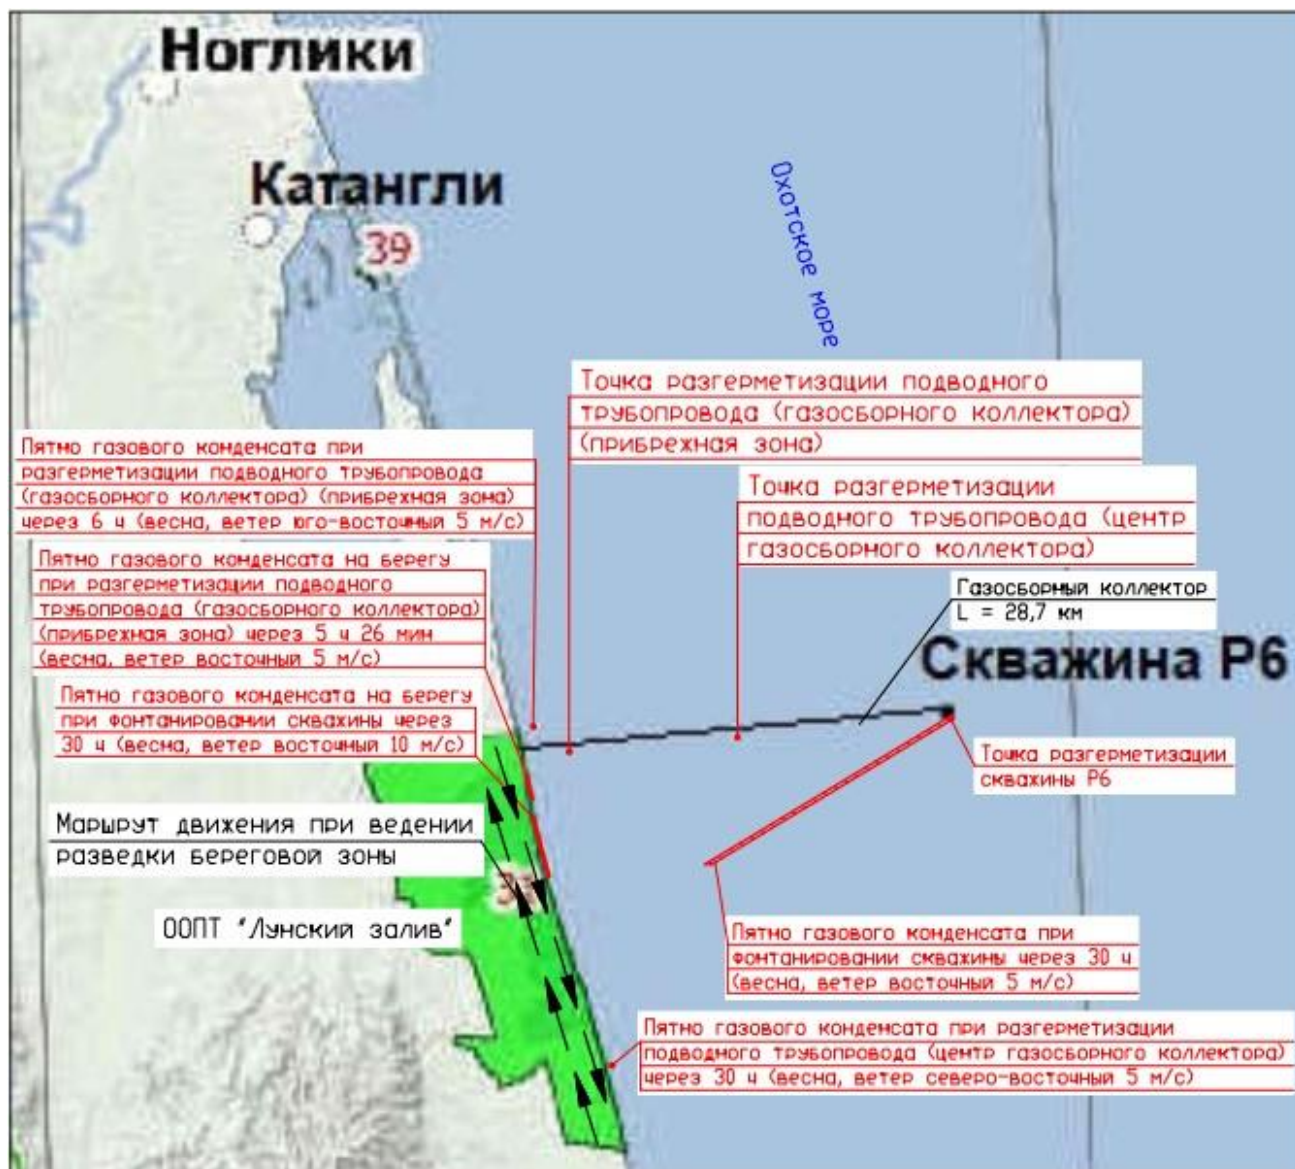 Ноглики
Катангли
39
Охотское море
Точка разгерметизации подводного
трубопровода (газосборного коллектора)
(прибрежная зона)
Пятно газового конденсата при
разгерметизации подводного трубопровода
(газосборного коллектора) (прибрежная зона)
через 6 ч (весна, ветер юго-восточный 5 м/с)
Точка разгерметизации
подводного трубопровода (центр
газосборного коллектора)
Пятно газового конденсата на берегу
при разгерметизации подводного
трубопровода (газосборного коллектора)
(прибрежная зона) через 5 ч 26 мин
(весна, ветер восточный 5 м/с)
Газосборный коллектор
L = 28,7 км
Скважина Р6
Пятно газового конденсата на берегу
при фонтанировании скважины через
30 ч (весна, ветер восточный 10 м/с)
Точка разгерметизации
скважины Р6
Маршрут движения при ведении
разведки береговой зоны
ООПТ "Лунский залив"
Пятно газового конденсата при
фонтанировании скважины через 30 ч
(весна, ветер восточный 5 м/с)
Пятно газового конденсата при разгерметизации
подводного трубопровода (центр газосборного коллектора)
через 30 ч (весна, ветер северо-восточный 5 м/с)